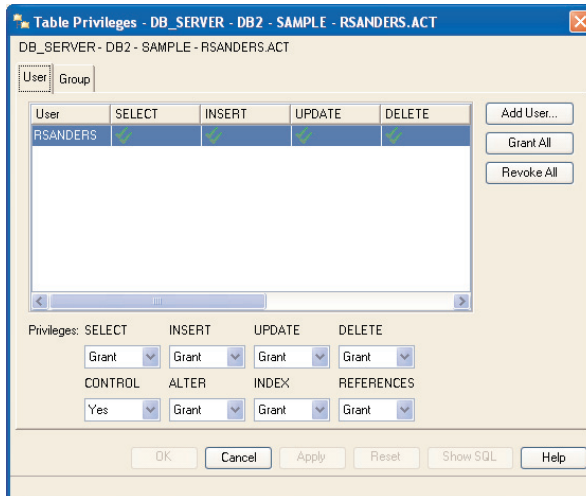 Table Privileges - DB_SERVER - DB2 - SAMPLE - RSANDERS.ACT
DB_SERVER - DB2 - SAMPLE - RSANDERS.ACT
User Group
User SELECT INSERT UPDATE DELETE
RSANDERS
Add User...
Grant All
Revoke All
Privileges: SELECT INSERT UPDATE DELETE
Grant Grant Grant Grant
CONTROL ALTER INDEX REFERENCES
Yes Grant Grant Grant
OK Cancel Apply Reset Show SQL Help